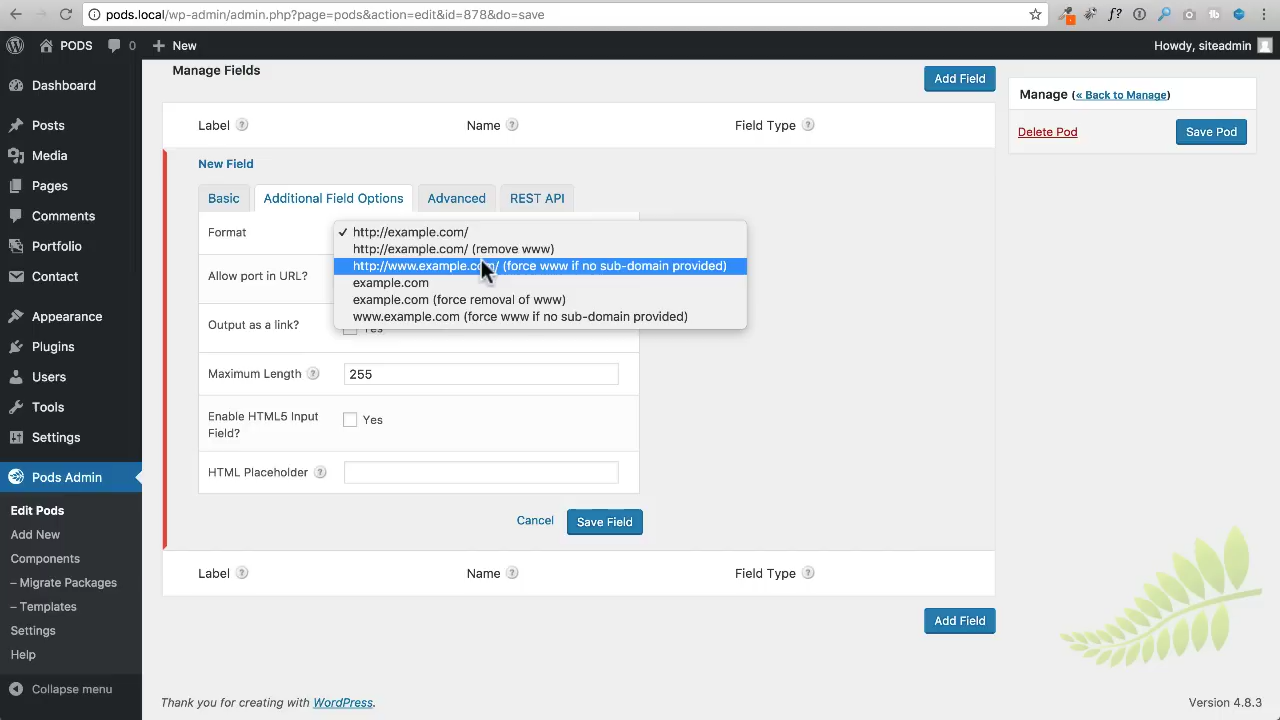 pods.local/wp-admin/admin.php?page=pods&action=edit&id=878&do=save
PODS 0 New Howdy, siteadmin
Dashboard
Posts
Media
Pages
Comments
Portfolio
Contact
Appearance
Plugins
Users
Tools
Settings
Pods Admin
Edit Pods
Add New
Components
– Migrate Packages
– Templates
Settings
Help
Collapse menu
Manage Fields
Add Field
Label ? Name ? Field Type ?
New Field
Basic Additional Field Options Advanced REST API
Format
✓ http://example.com/
http://example.com/ (remove www)
http://www.example.com/ (force www if no sub-domain provided)
example.com
example.com (force removal of www)
www.example.com (force www if no sub-domain provided)
Allow port in URL?
Output as a link? Yes
Maximum Length ? 255
Enable HTML5 Input
Field?
Yes
HTML Placeholder ?
Cancel Save Field
Label ? Name ? Field Type ?
Add Field
Manage (« Back to Manage)
Delete Pod Save Pod
Thank you for creating with WordPress.
Version 4.8.3